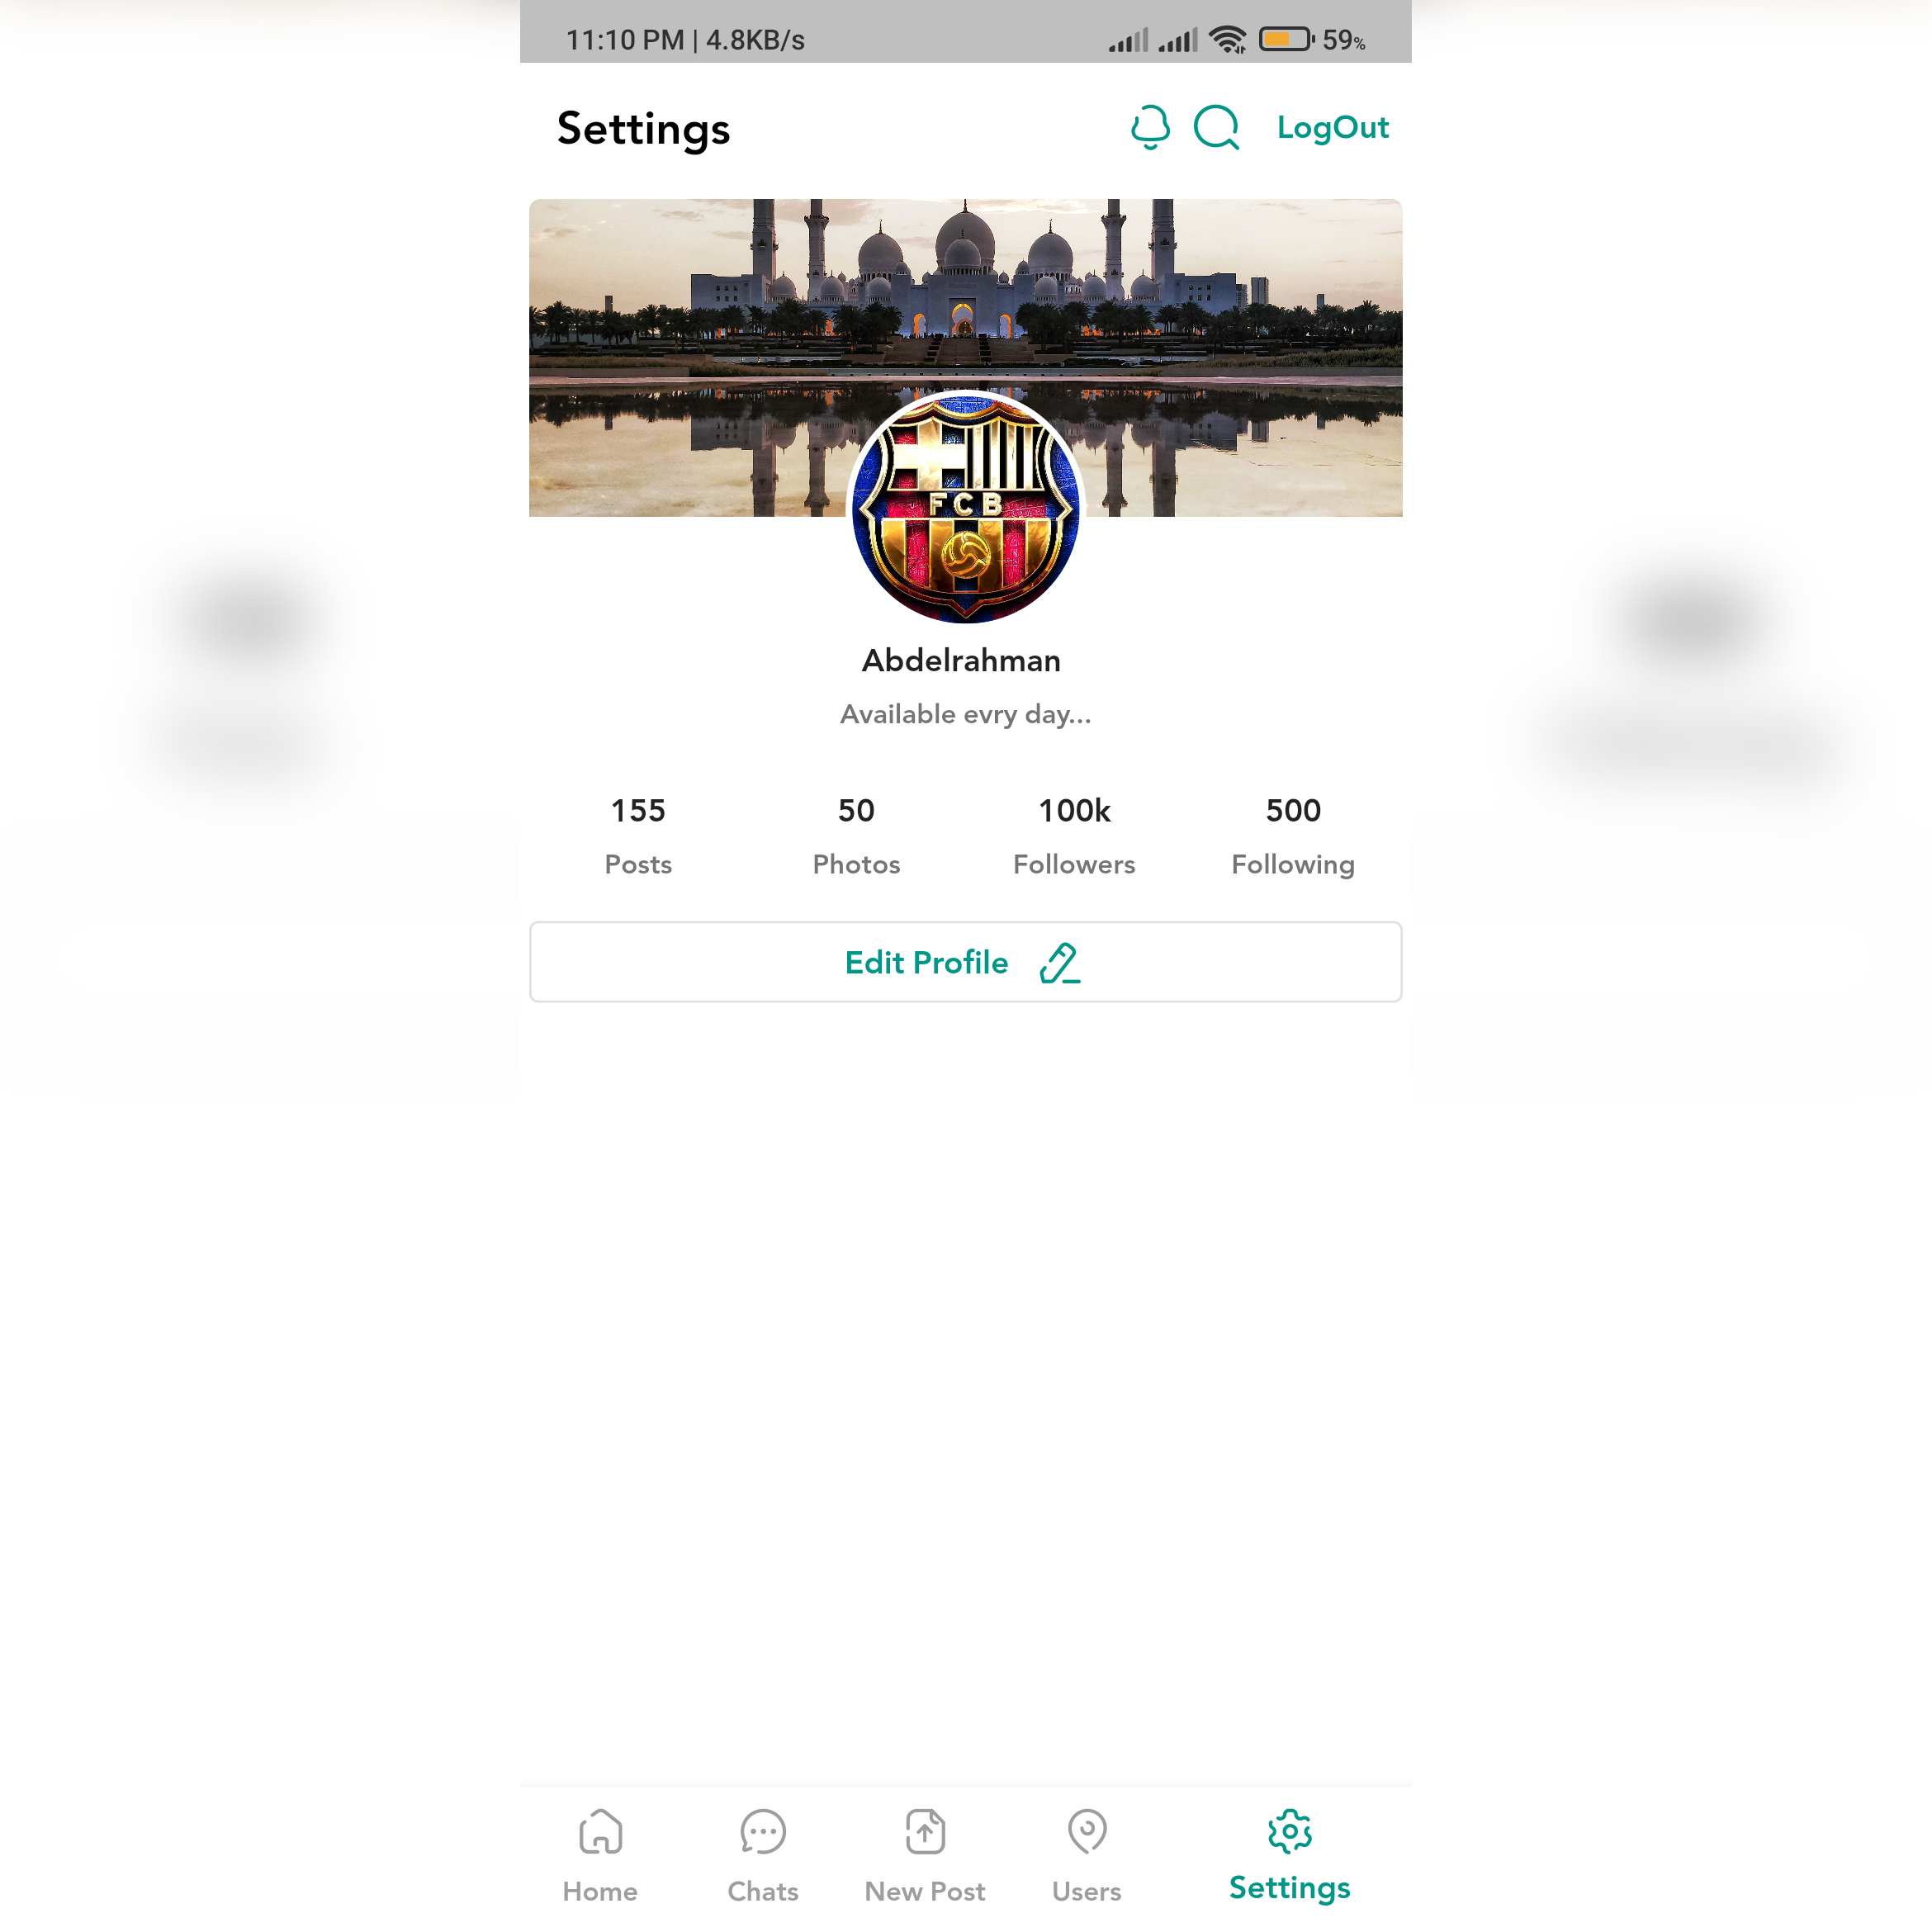 11:10 PM | 4.8KB/s 59%
Settings LogOut
FCB
Abdelrahman
Available evry day...
155 50 100k 500
Posts Photos Followers Following
Edit Profile
Home Chats New Post Users Settings